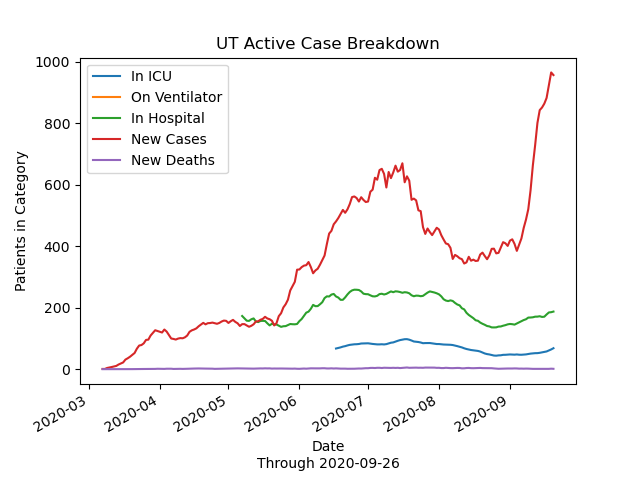 UT Active Case Breakdown
In ICU
On Ventilator
In Hospital
New Cases
New Deaths
Patients in Category
1000
800
600
400
200
0
2020-03
2020-04
2020-05
2020-06
2020-07
2020-08
2020-09
Date
Through 2020-09-26